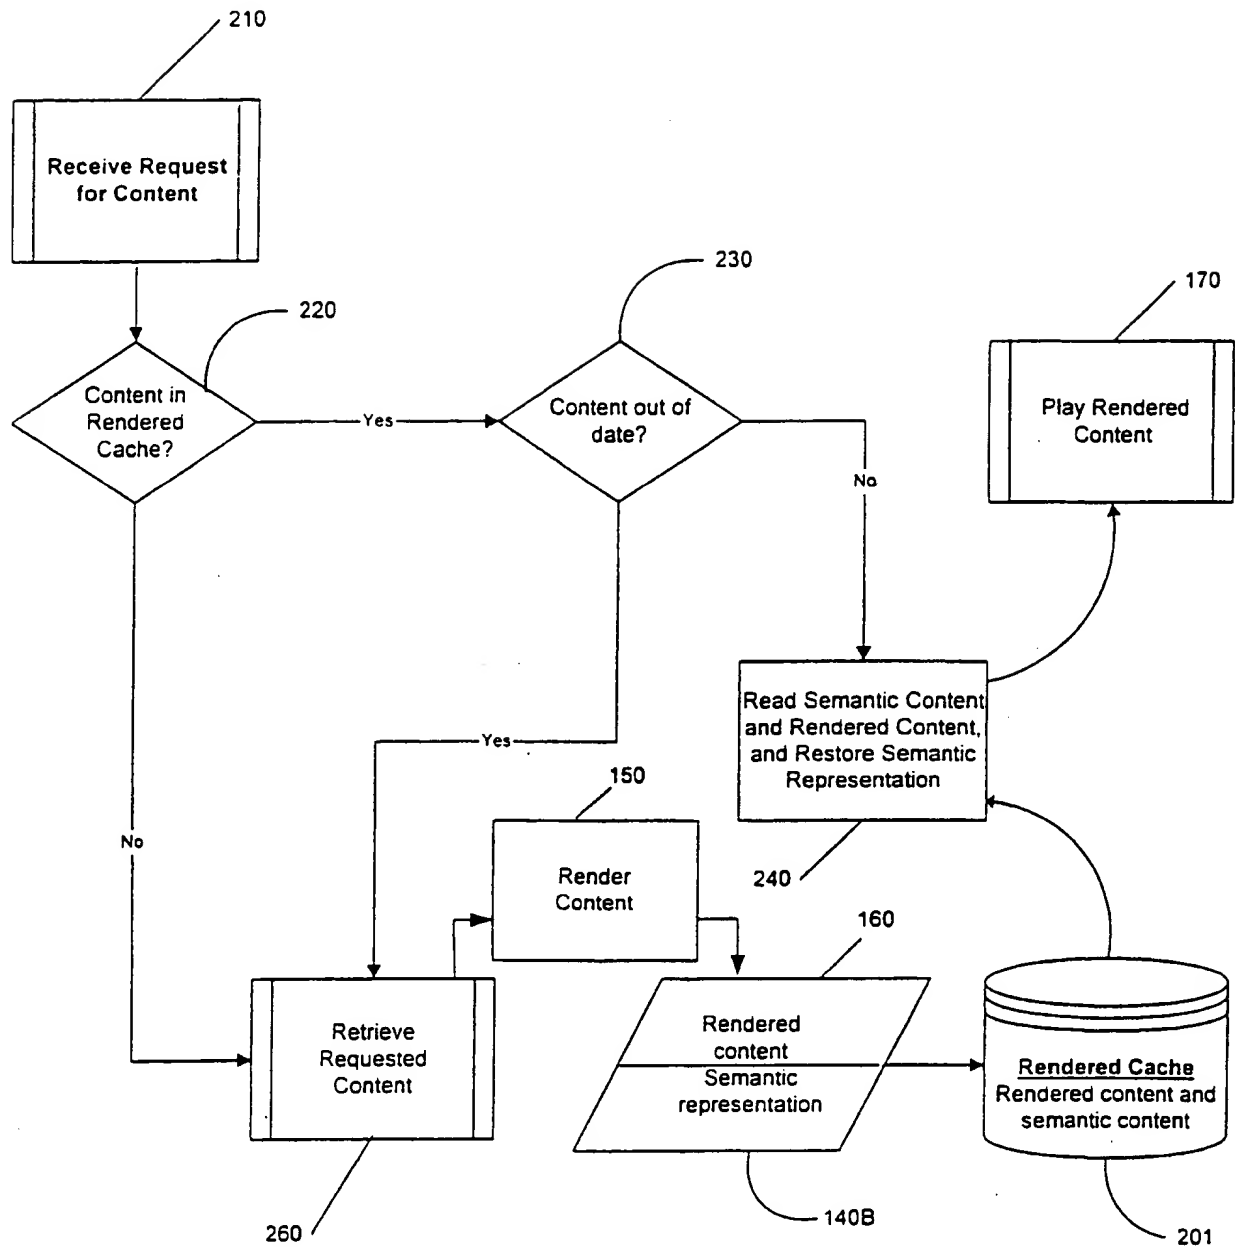 210
Receive Request
for Content
220
Content in
Rendered
Cache?
Yes
230
Content out of
date?
No
170
Play Rendered
Content
Read Semantic Content
and Rendered Content,
and Restore Semantic
Representation
240
Yes
No
150
Render
Content
160
Retrieve
Requested
Content
260
Rendered
content
Semantic
representation
140B
Rendered Cache
Rendered content and
semantic content
201